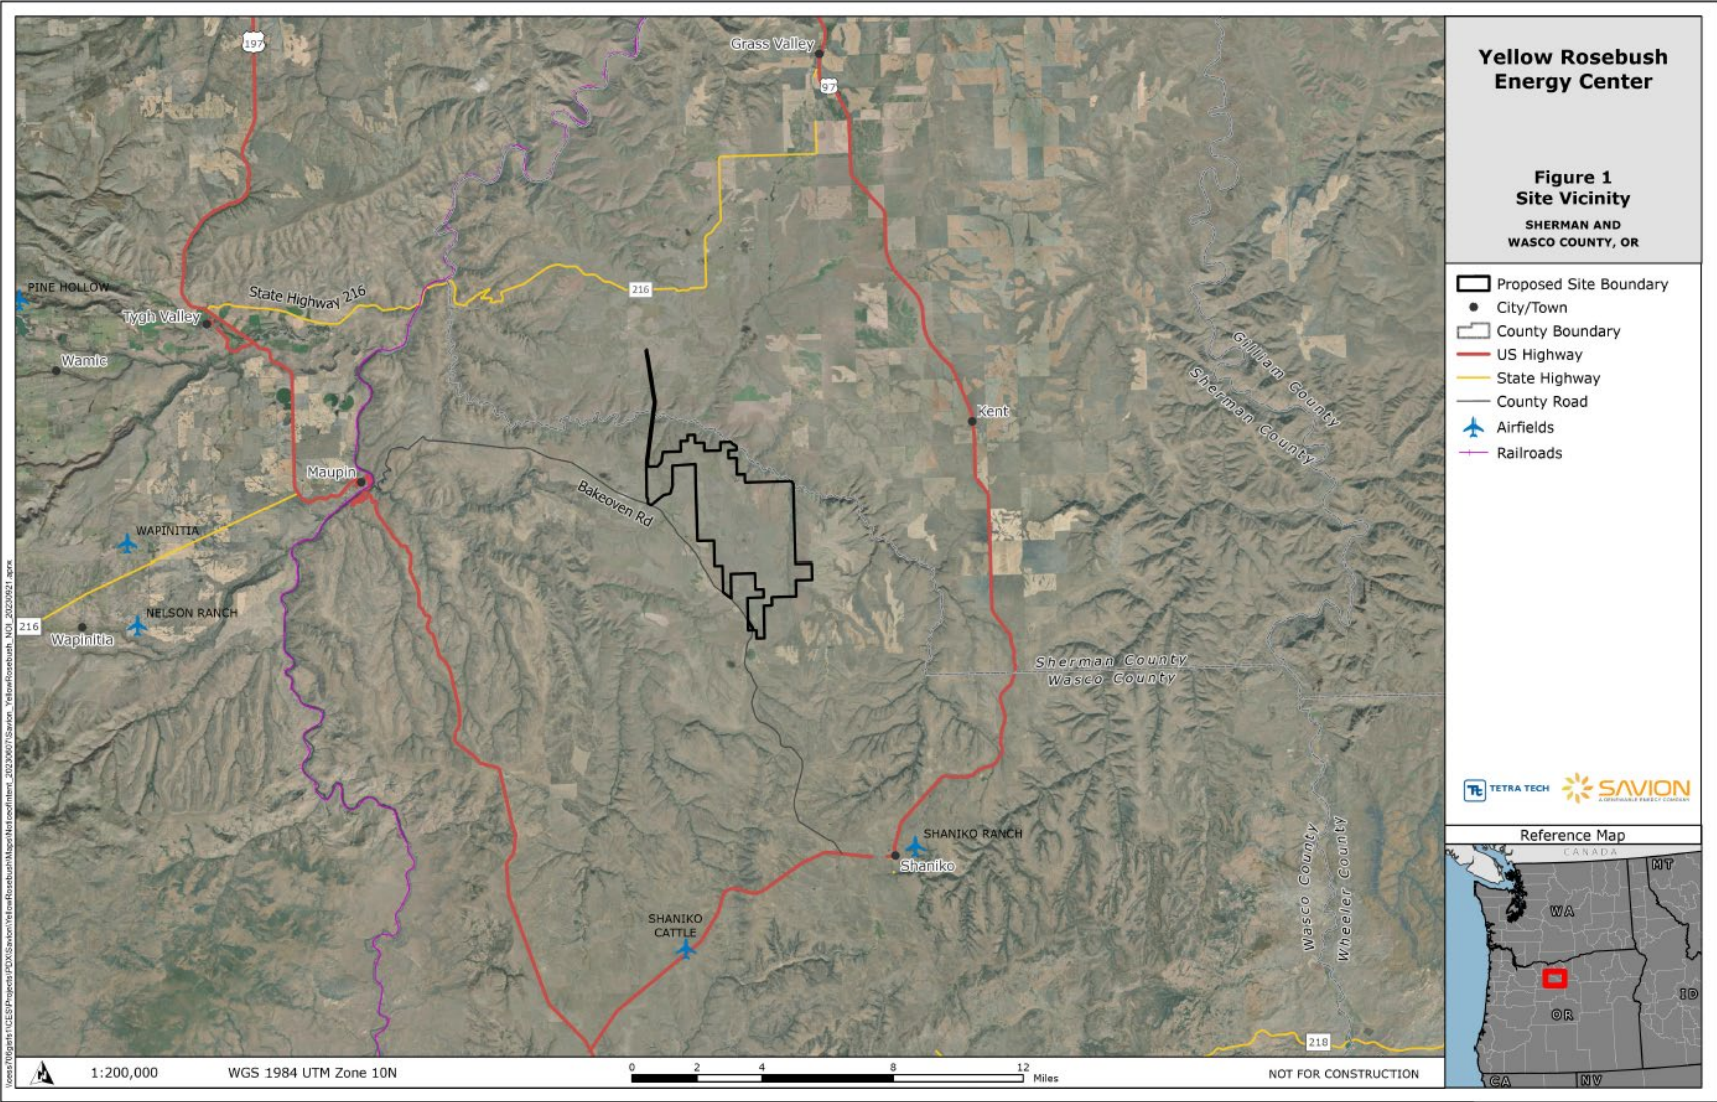 197
Grass Valley
97
PINE HOLLOW
State Highway 216
216
Tygh Valley
Wamic
Gilliam County
Sherman County
Kent
Maupin
Bakeoven Rd
WAPINITIA
NELSON RANCH
216
Wapinitia
Sherman County
Wasco County
SHANIKO RANCH
Shaniko
SHANIKO
CATTLE
Wasco County
Wheeler County
218
1:200,000
WGS 1984 UTM Zone 10N
0 2 4 8 12
Miles
NOT FOR CONSTRUCTION
Yellow Rosebush
Energy Center
Figure 1
Site Vicinity
SHERMAN AND
WASCO COUNTY, OR
Proposed Site Boundary
City/Town
County Boundary
US Highway
State Highway
County Road
Airfields
Railroads
Tt TETRA TECH
SAVION
A RENEWABLE ENERGY COMPANY
Reference Map
CANADA
MT
WA
OR
ID
CA
NV